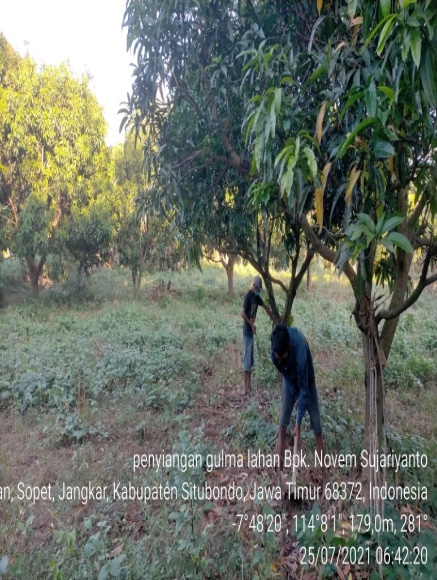 penyiangan gulma lahan Bpk. Novem Sujariyanto
an, Sopet, Jangkar, Kabupaten Situbondo, Jawa Timur 68372, Indonesia
-7°48'20", 114°8'1", 179.0m, 281°
25/07/2021 06:42:20